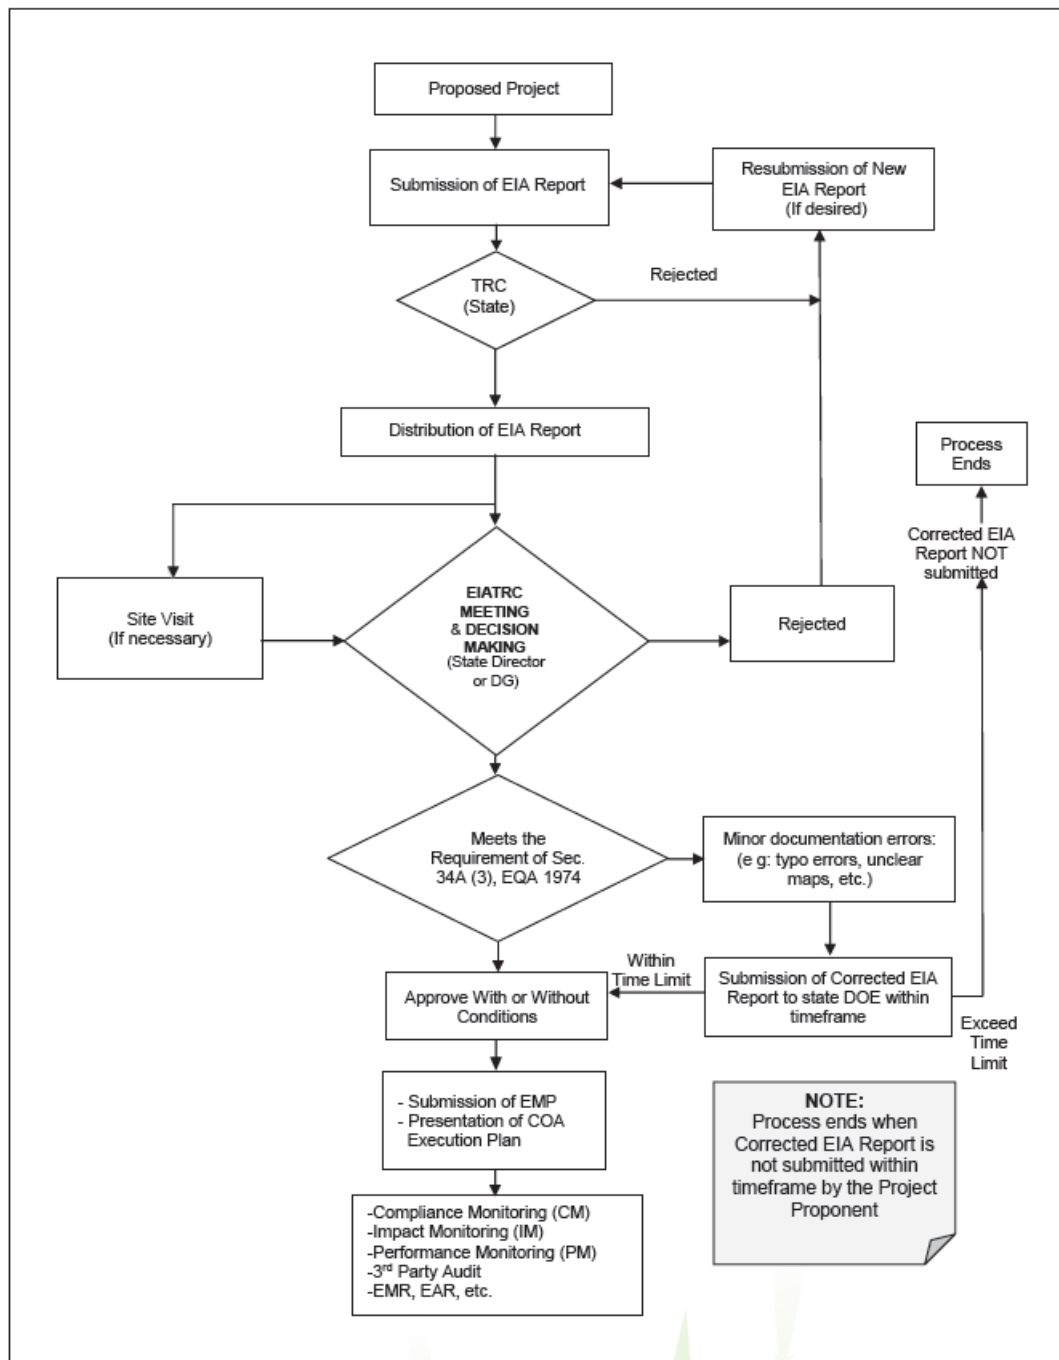 Proposed Project
Submission of EIA Report
Resubmission of New
EIA Report
(If desired)
TRC
(State)
Rejected
Distribution of EIA Report
Process
Ends
Corrected EIA
Report NOT
submitted
Site Visit
(If necessary)
EIATRC
MEETING
& DECISION
MAKING
(State Director
or DG)
Rejected
Meets the
Requirement of Sec.
34A (3), EQA 1974
Minor documentation errors:
(e g: typo errors, unclear
maps, etc.)
Within
Time Limit
Submission of Corrected EIA
Report to state DOE within
timeframe
Approve With or Without
Conditions
Exceed
Time
Limit
- Submission of EMP
- Presentation of COA
Execution Plan
NOTE:
Process ends when
Corrected EIA Report is
not submitted within
timeframe by the Project
Proponent
-Compliance Monitoring (CM)
-Impact Monitoring (IM)
-Performance Monitoring (PM)
-3rd Party Audit
-EMR, EAR, etc.